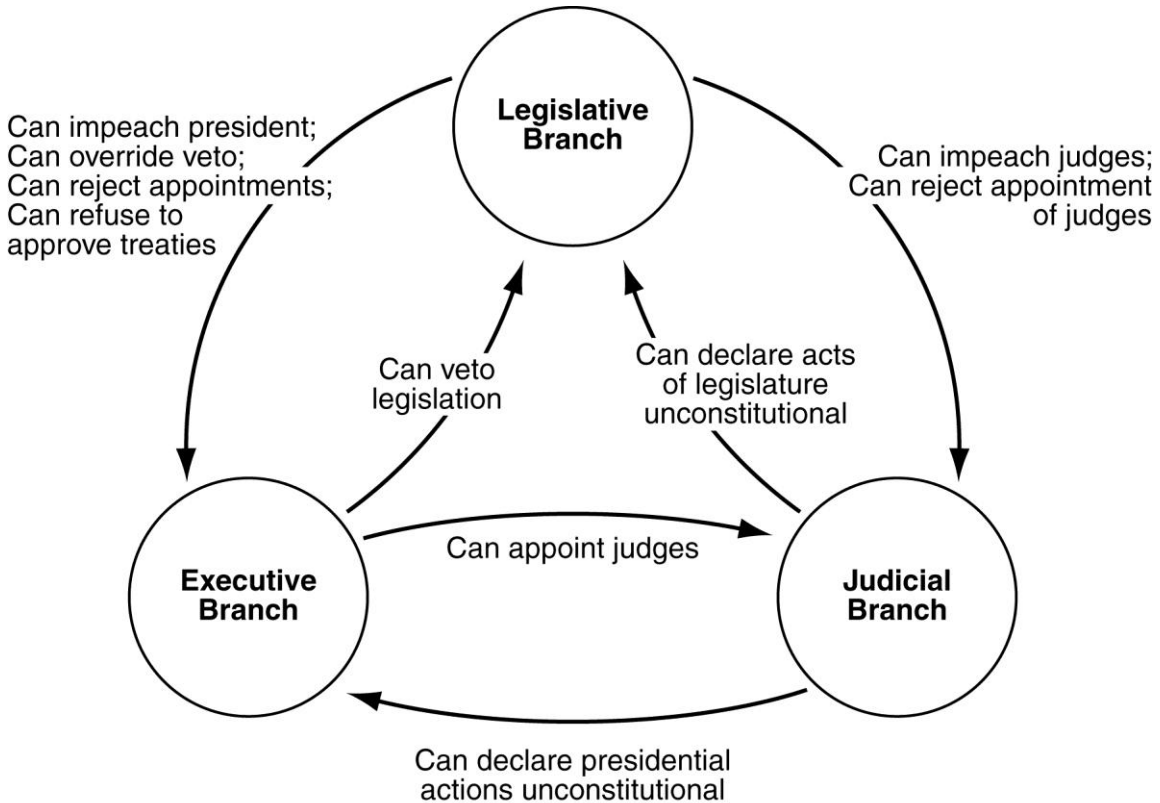 Legislative
Branch
Can impeach president;
Can override veto;
Can reject appointments;
Can refuse to
approve treaties
Can impeach judges;
Can reject appointment
of judges
Can veto
legislation
Can declare acts
of legislature
unconstitutional
Can appoint judges
Executive
Branch
Judicial
Branch
Can declare presidential
actions unconstitutional